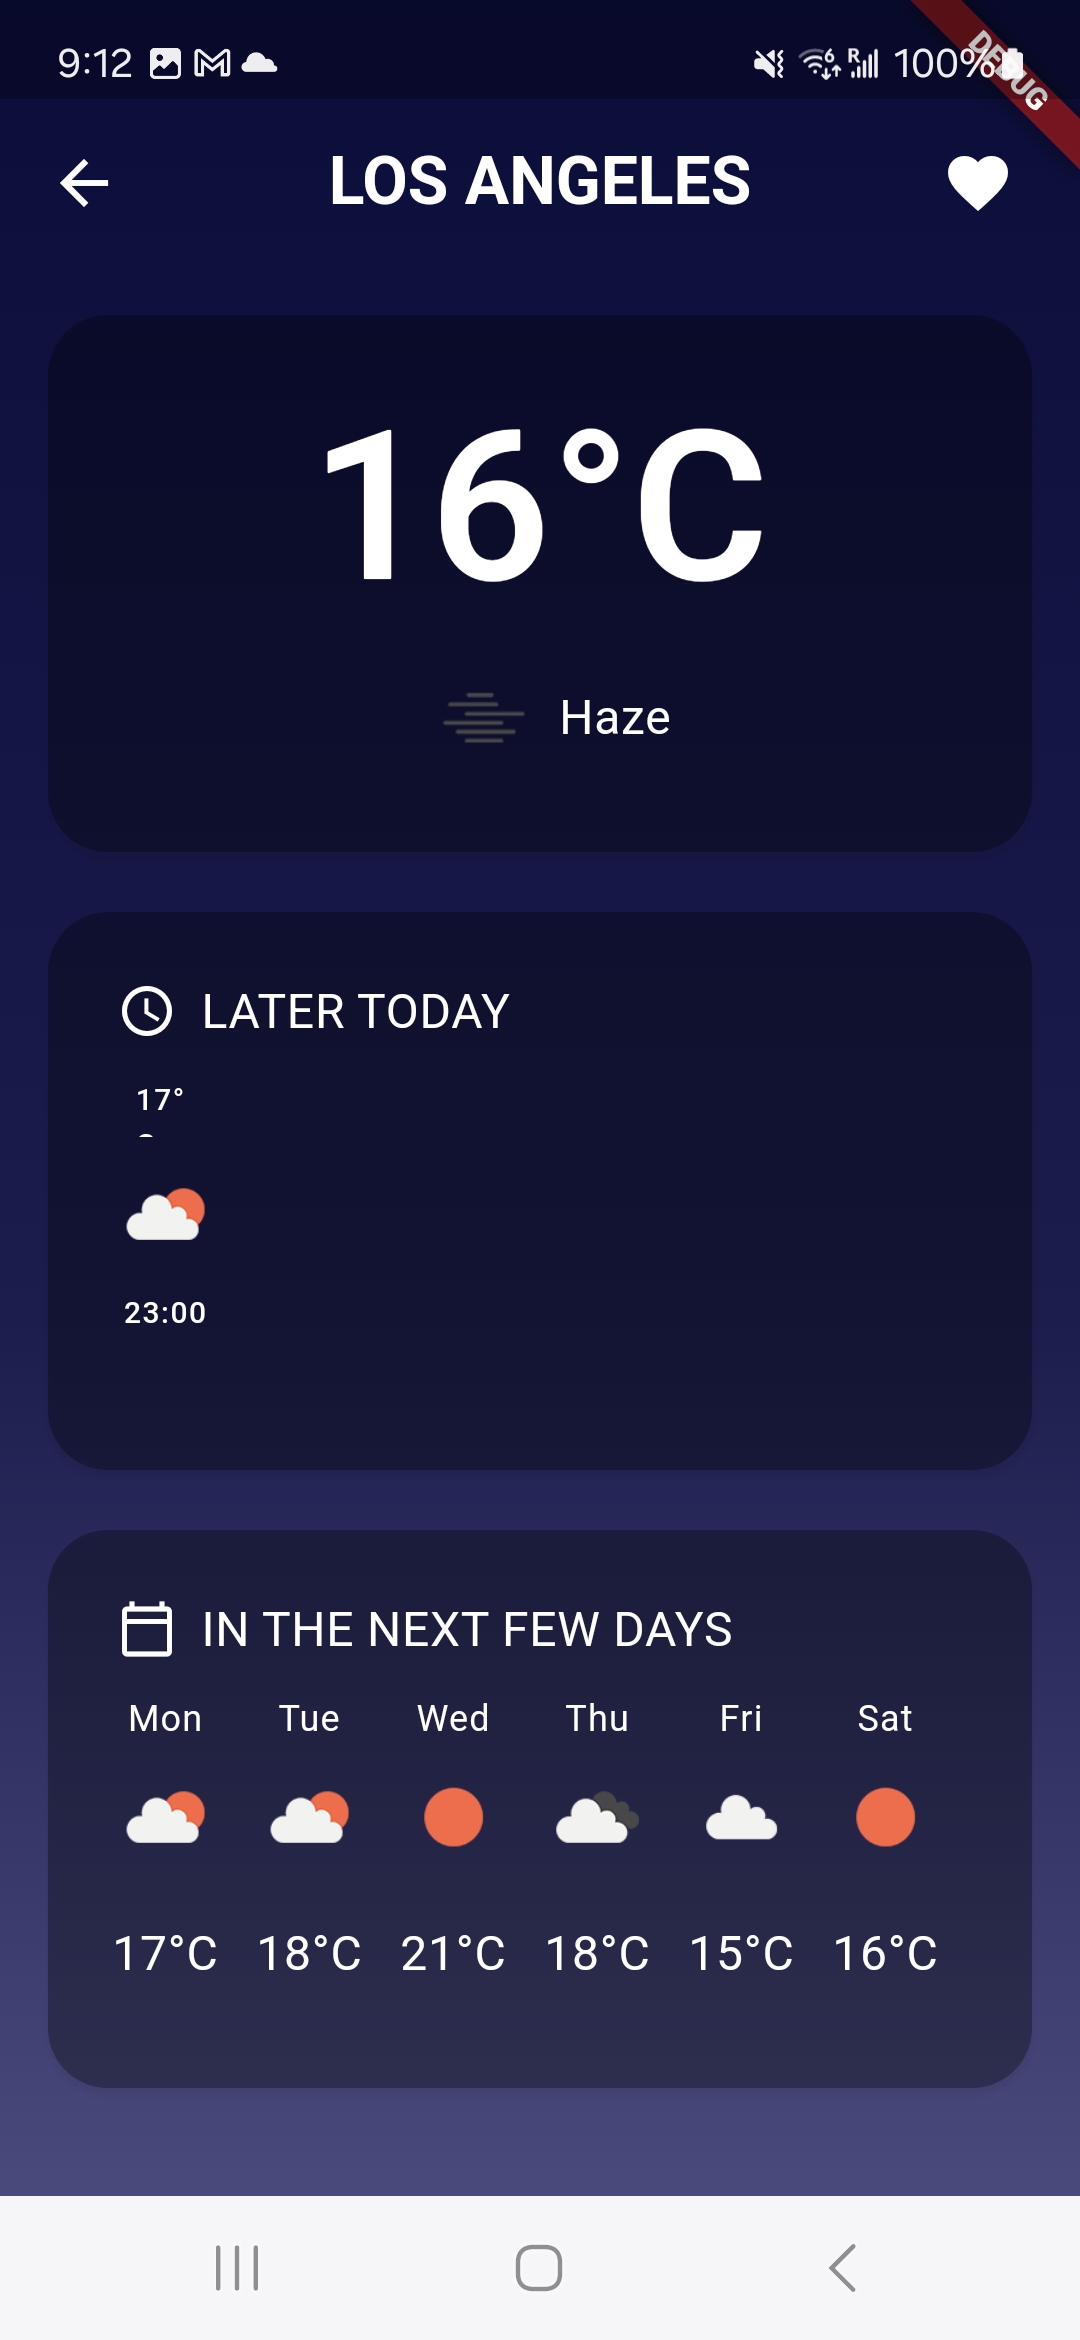 9:12 6 R 100%
DEBUG
LOS ANGELES
16°C
Haze
LATER TODAY
17°
23:00
IN THE NEXT FEW DAYS
Mon Tue Wed Thu Fri Sat
17°C 18°C 21°C 18°C 15°C 16°C